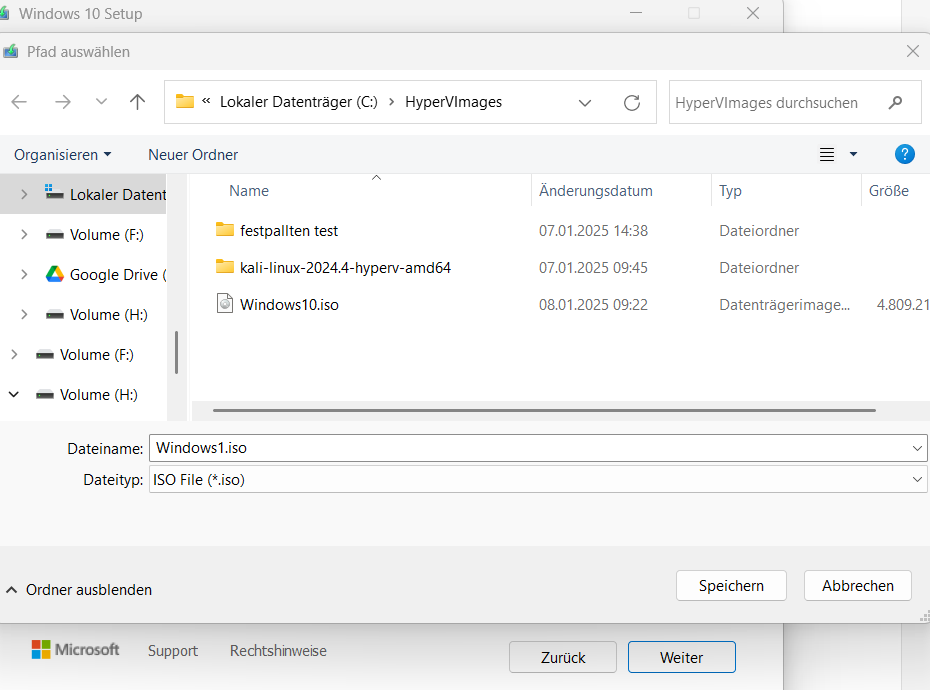 Windows 10 Setup
Pfad auswählen
« Lokaler Datenträger (C:) › HyperVImages
HyperVImages durchsuchen
Organisieren Neuer Ordner
Name Änderungsdatum Typ Größe
Lokaler Datent
Volume (F:)
Google Drive (
Volume (H:)
Volume (F:)
Volume (H:)
festpallten test 07.01.2025 14:38 Dateiordner
kali-linux-2024.4-hyperv-amd64 07.01.2025 09:45 Dateiordner
Windows10.iso 08.01.2025 09:22 Datenträgerimage... 4.809.21
Dateiname: Windows1.iso
Dateityp: ISO File (*.iso)
Ordner ausblenden
Speichern Abbrechen
Microsoft Support Rechtshinweise
Zurück Weiter